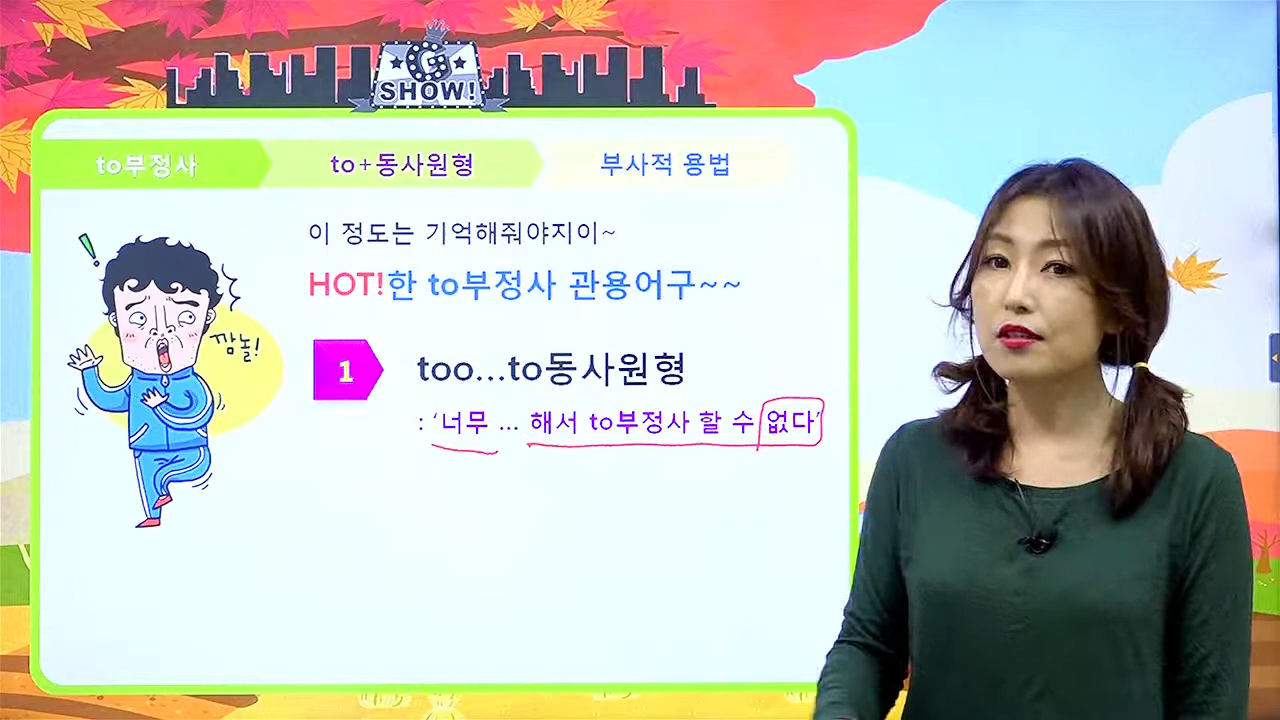 G
SHOW!
to부정사 to+동사원형 부사적 용법
이 정도는 기억해줘야지이~
HOT!한 to부정사 관용어구~~
깜놀!
1 too...to동사원형
: '너무 ... 해서 to부정사 할 수 없다'